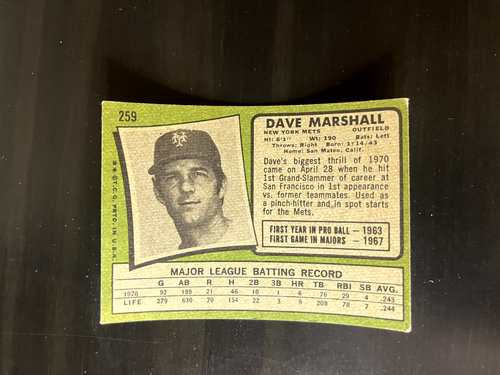 259
DAVE MARSHALL
NEW YORK METS OUTFIELD
Ht: 6'1" Wt: 190 Bats: Left
Throws: Right Born: 1*14/43
Home: San Mateo, Calif.
Dave's biggest thrill of 1970
came on April 28 when he hit
1st Grand-Slammer of career at
San Francisco in 1st appearance
vs. former teammates. Used as
a pinch-hitter and in spot starts
for the Mets.
FIRST YEAR IN PRO BALL — 1963
FIRST GAME IN MAJORS — 1967
NY
★★©T.C.G. PRTD. IN U.S.A.
MAJOR LEAGUE BATTING RECORD
G AB R H 2B 3B HR TB RBI SB AVG.
1970 92 189 21 46 10 1 6 76 29 4 .243
LIFE 279 630 70 154 22 3 9 209 78 7 .244